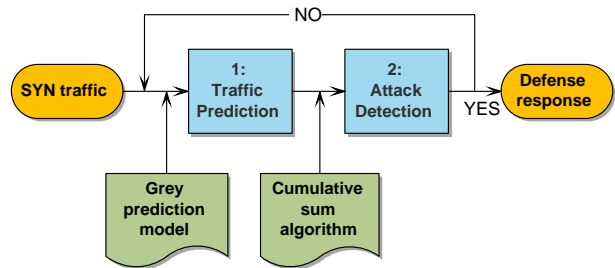 NO
SYN traffic
1:
Traffic
Prediction
2:
Attack
Detection
YES
Defense
response
Grey
prediction
model
Cumulative
sum
algorithm